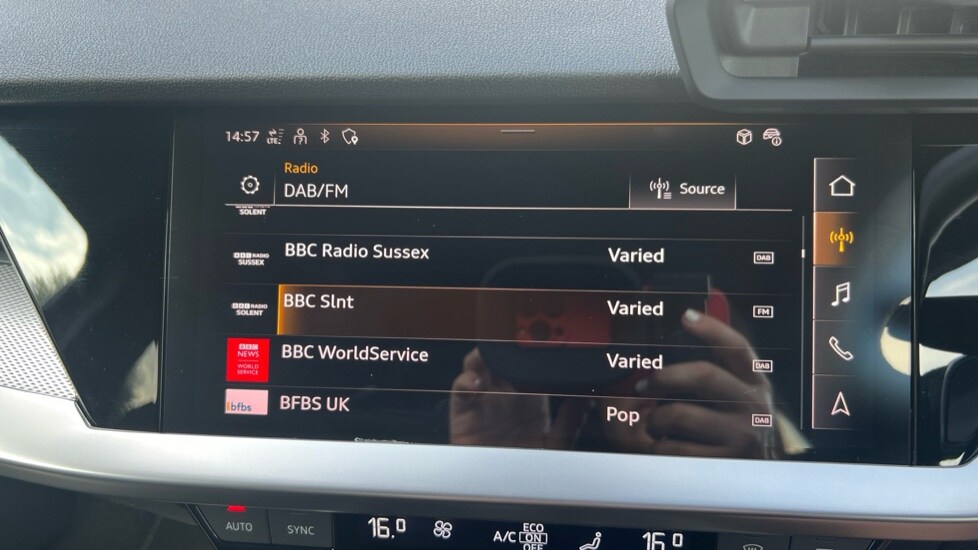 14:57 LTE
Radio
DAB/FM
Source
SOLENT
BBC RADIO
SUSSEX
BBC Radio Sussex
Varied
DAB
BBC RADIO
SOLENT
BBC Slnt
Varied
FM
BBC
NEWS
WORLD
SERVICE
BBC WorldService
Varied
DAB
bfbs
BFBS UK
Pop
DAB
AUTO
SYNC
16.0
A/C
ECO
ON
OFF
16.0